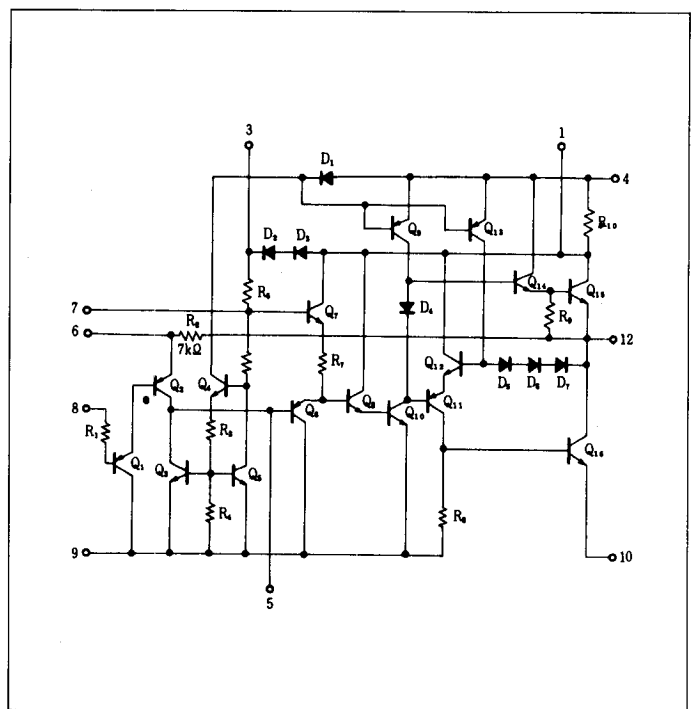 3
1
D₁
4
R₁₀
Q₉
Q₁₃
D₂ D₃
Q₁₄
Q₁₅
R₆
D₄
R₉
7
Q₇
6
R₅
7kΩ
12
R₇
Q₁₂
D₅ D₆ D₇
Q₂
Q₄
8
Q₆
Q₈
Q₁₀
Q₁₁
R₁
R₃
Q₁₆
Q₁
Q₃
Q₅
R₄
R₈
9
10
5